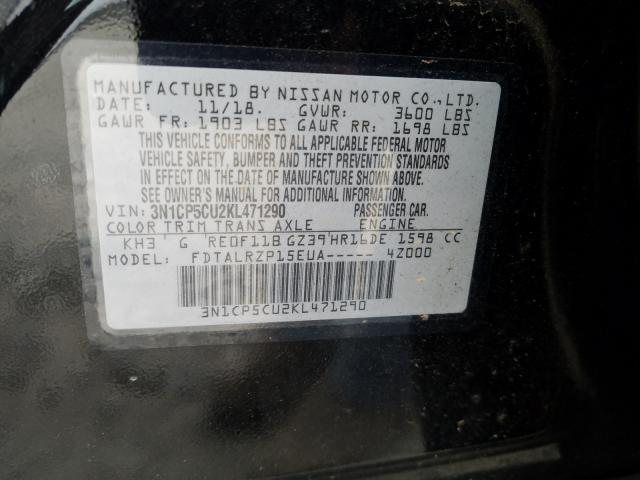 MANUFACTURED BY NISSAN MOTOR CO.,LTD.
DATE: 11/18. GVWR: 3600 LBS
GAWR FR: 1903 LBS GAWR RR: 1698 LBS
THIS VEHICLE CONFORMS TO ALL APPLICABLE FEDERAL MOTOR
VEHICLE SAFETY, BUMPER AND THEFT PREVENTION STANDARDS
IN EFFECT ON THE DATE OF MANUFACTURE SHOWN ABOVE.
SEE OWNER'S MANUAL FOR MORE INFORMATION.
VIN: 3N1CP5CU2KL471290 PASSENGER CAR.
COLOR TRIM TRANS AXLE ENGINE
KH3 G RE0F11B GZ39 HR16DE 1598 CC
MODEL: FDTALRZP15EUA----- 4Z000
3N1CP5CU2KL471290